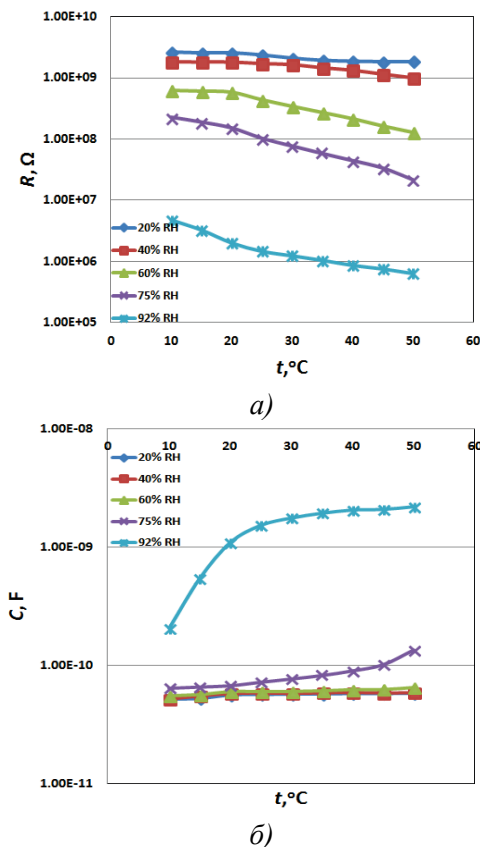 1.00E+10
1.00E+09
1.00E+08
1.00E+07
1.00E+06
1.00E+05
R, Ω
20% RH
40% RH
60% RH
75% RH
92% RH
0 10 20 30 40 50 60
t,°C
а)
1.00E-08
1.00E-09
1.00E-10
1.00E-11
C, F
0 10 20 30 40 50 60
20% RH
40% RH
60% RH
75% RH
92% RH
t,°C
б)